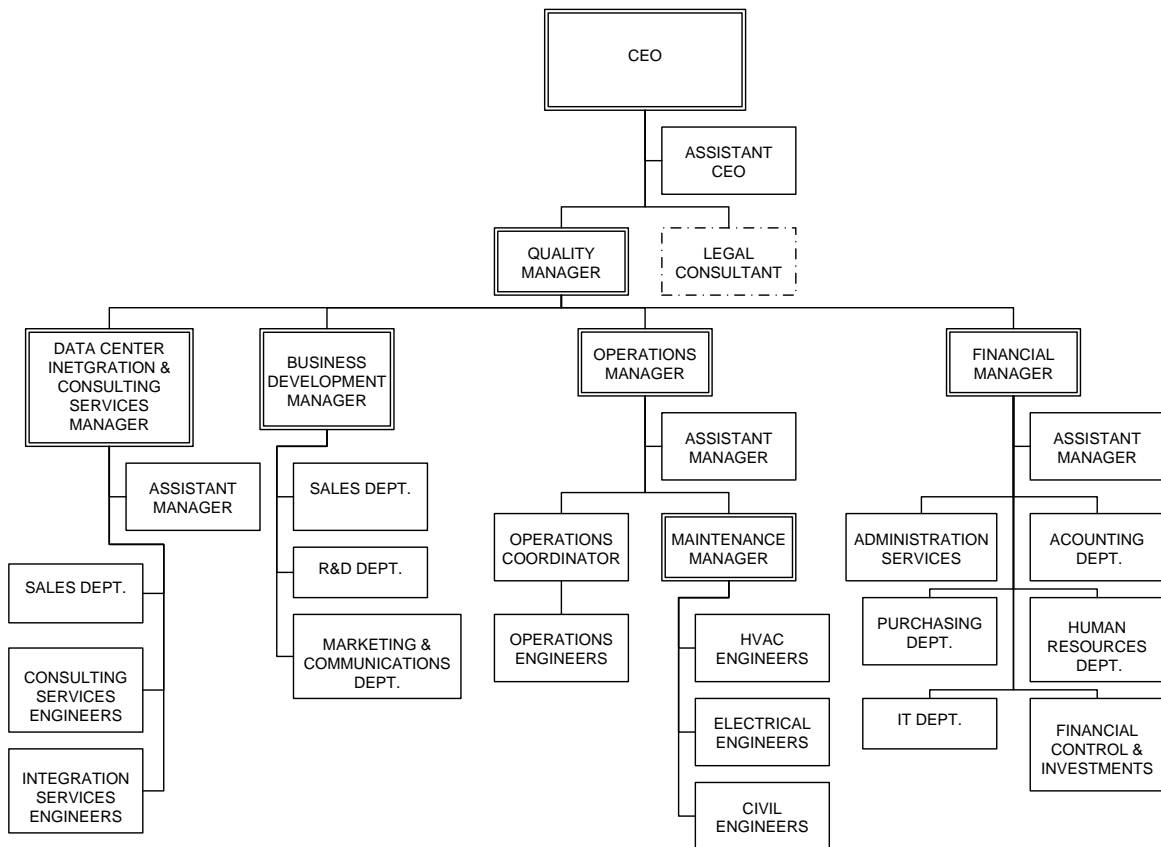 CEO
ASSISTANT
CEO
QUALITY
MANAGER
LEGAL
CONSULTANT
DATA CENTER
INETGRATION &
CONSULTING
SERVICES
MANAGER
BUSINESS
DEVELOPMENT
MANAGER
OPERATIONS
MANAGER
FINANCIAL
MANAGER
ASSISTANT
MANAGER
SALES DEPT.
ASSISTANT
MANAGER
ASSISTANT
MANAGER
OPERATIONS
COORDINATOR
MAINTENANCE
MANAGER
ADMINISTRATION
SERVICES
ACOUNTING
DEPT.
SALES DEPT.
R&D DEPT.
PURCHASING
DEPT.
HUMAN
RESOURCES
DEPT.
CONSULTING
SERVICES
ENGINEERS
MARKETING &
COMMUNICATIONS
DEPT.
OPERATIONS
ENGINEERS
HVAC
ENGINEERS
IT DEPT.
FINANCIAL
CONTROL &
INVESTMENTS
INTEGRATION
SERVICES
ENGINEERS
ELECTRICAL
ENGINEERS
CIVIL
ENGINEERS